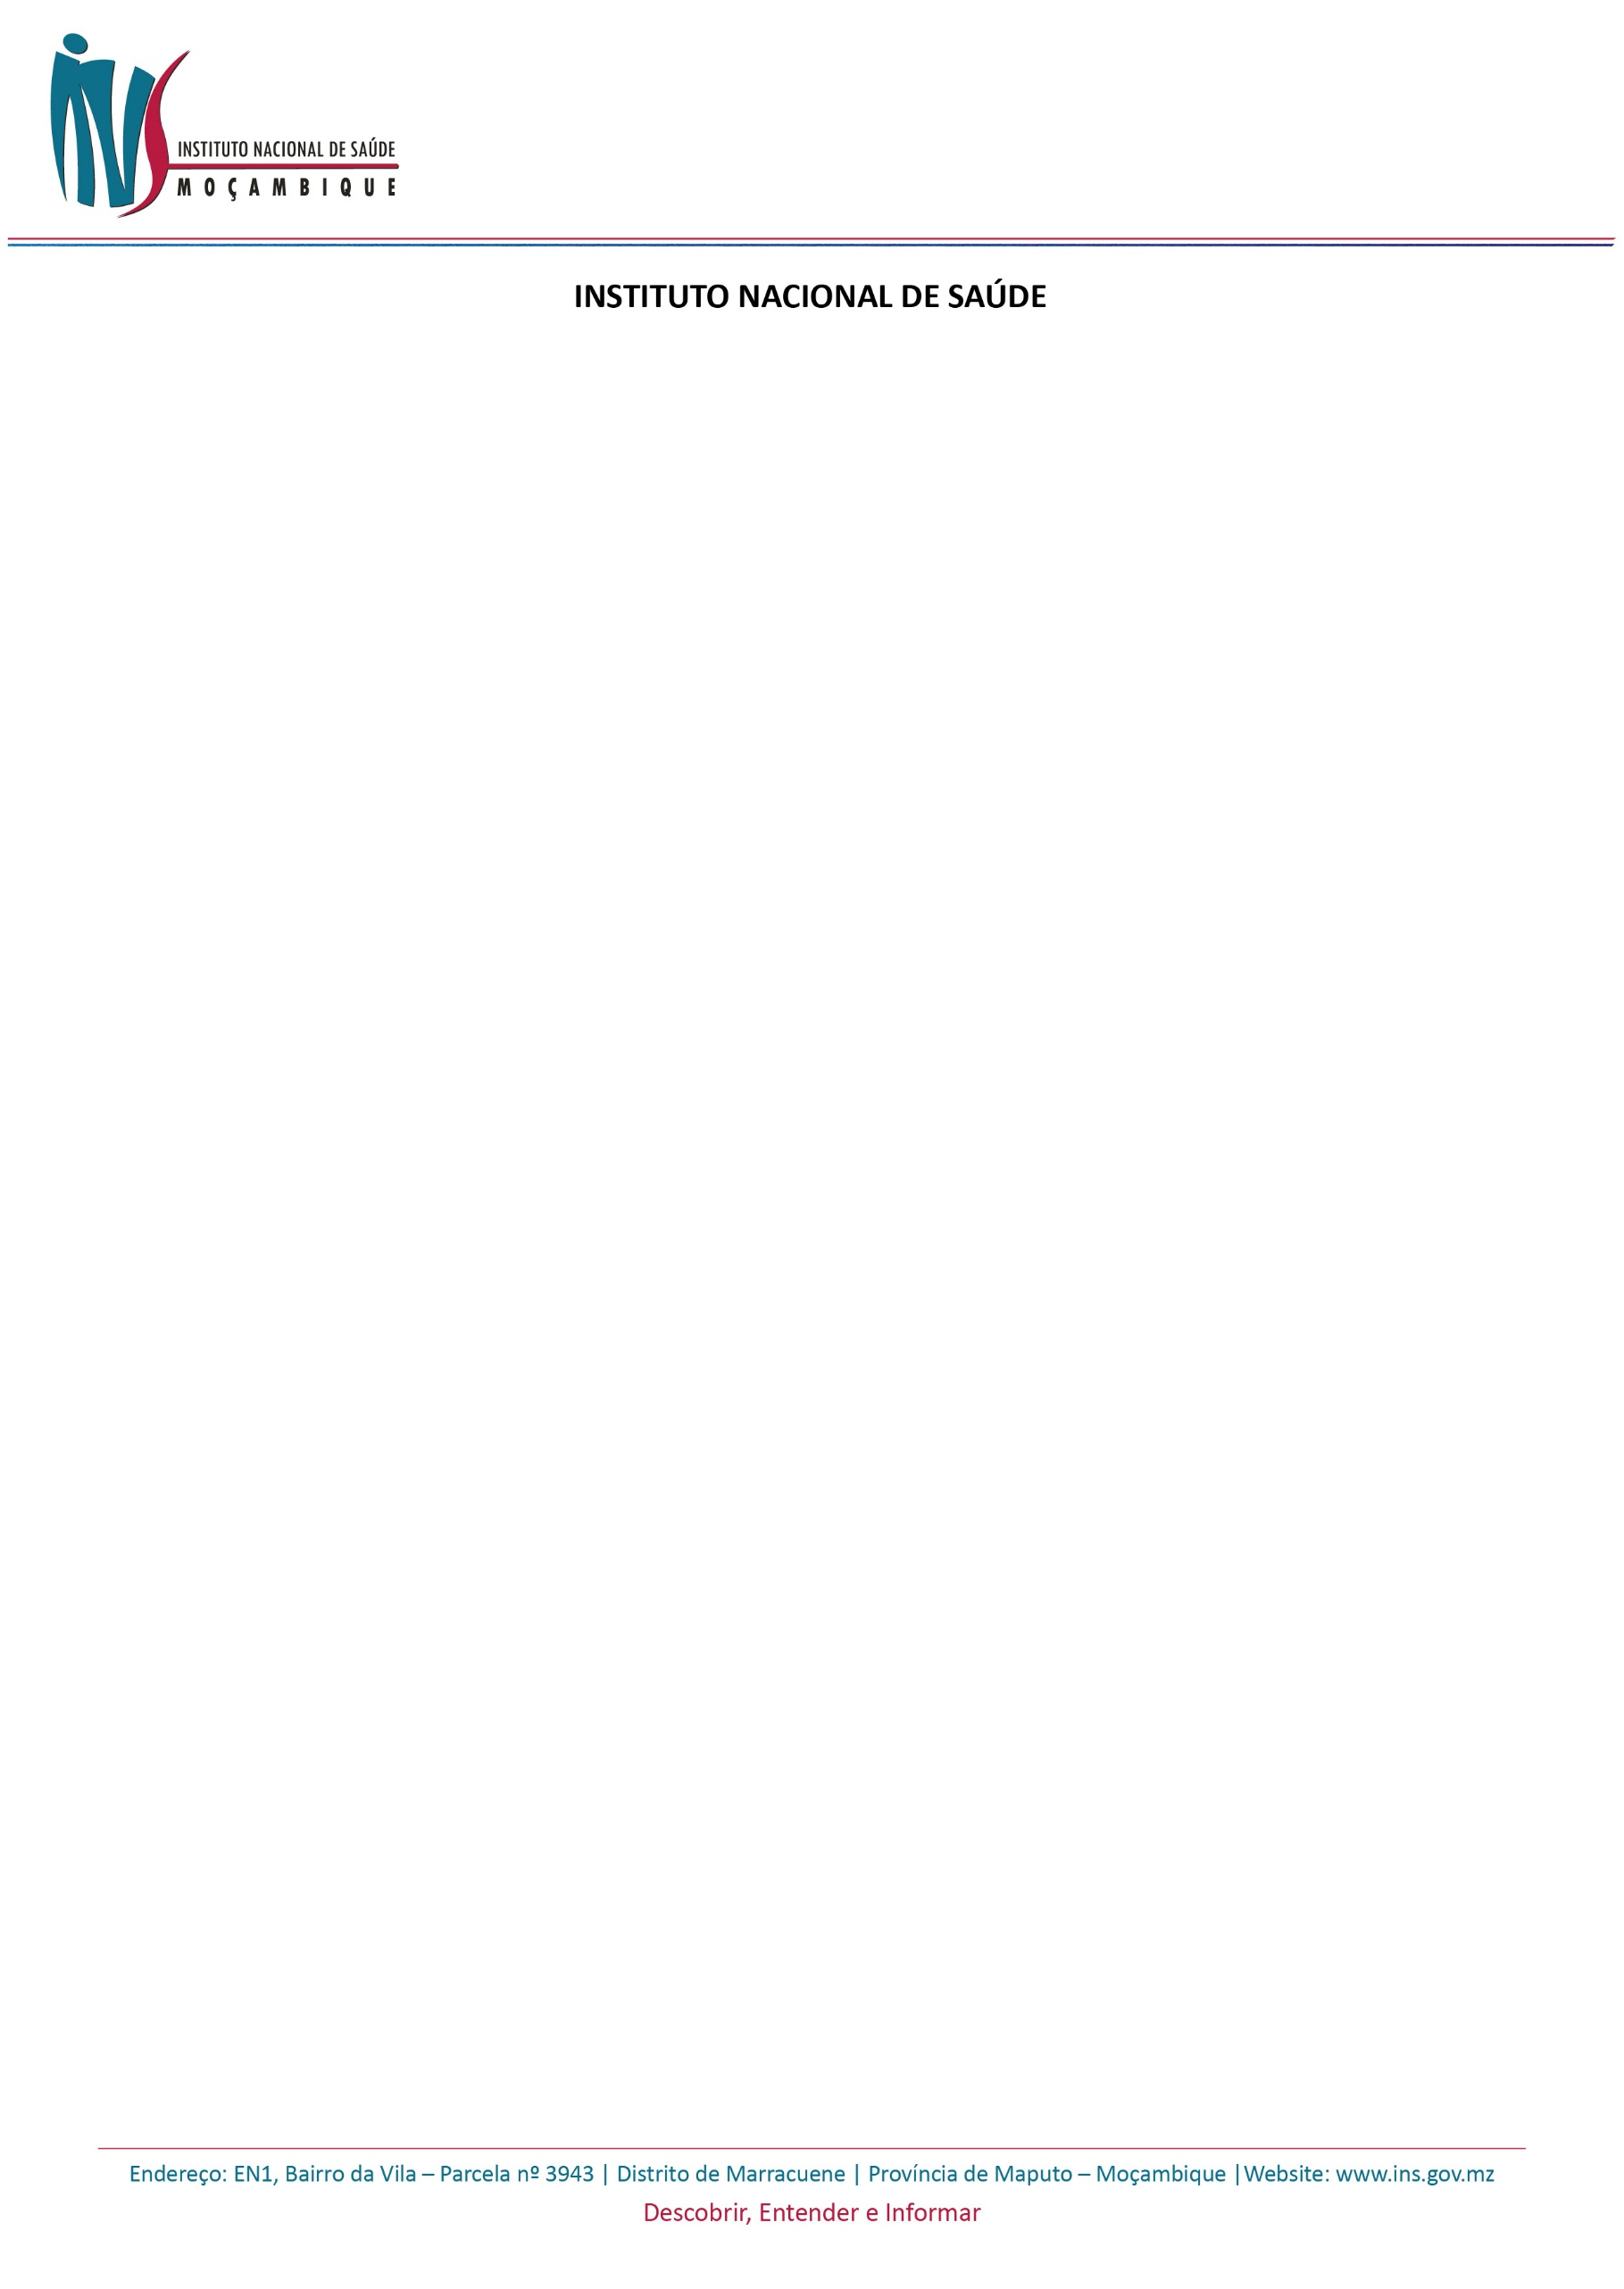 iNS
INSTITUTO NACIONAL DE SAÚDE
MOÇAMBIQUE
INSTITUTO NACIONAL DE SAÚDE
Endereço: EN1, Bairro da Vila – Parcela nº 3943 | Distrito de Marracuene | Província de Maputo – Moçambique |Website: www.ins.gov.mz
Descobrir, Entender e Informar